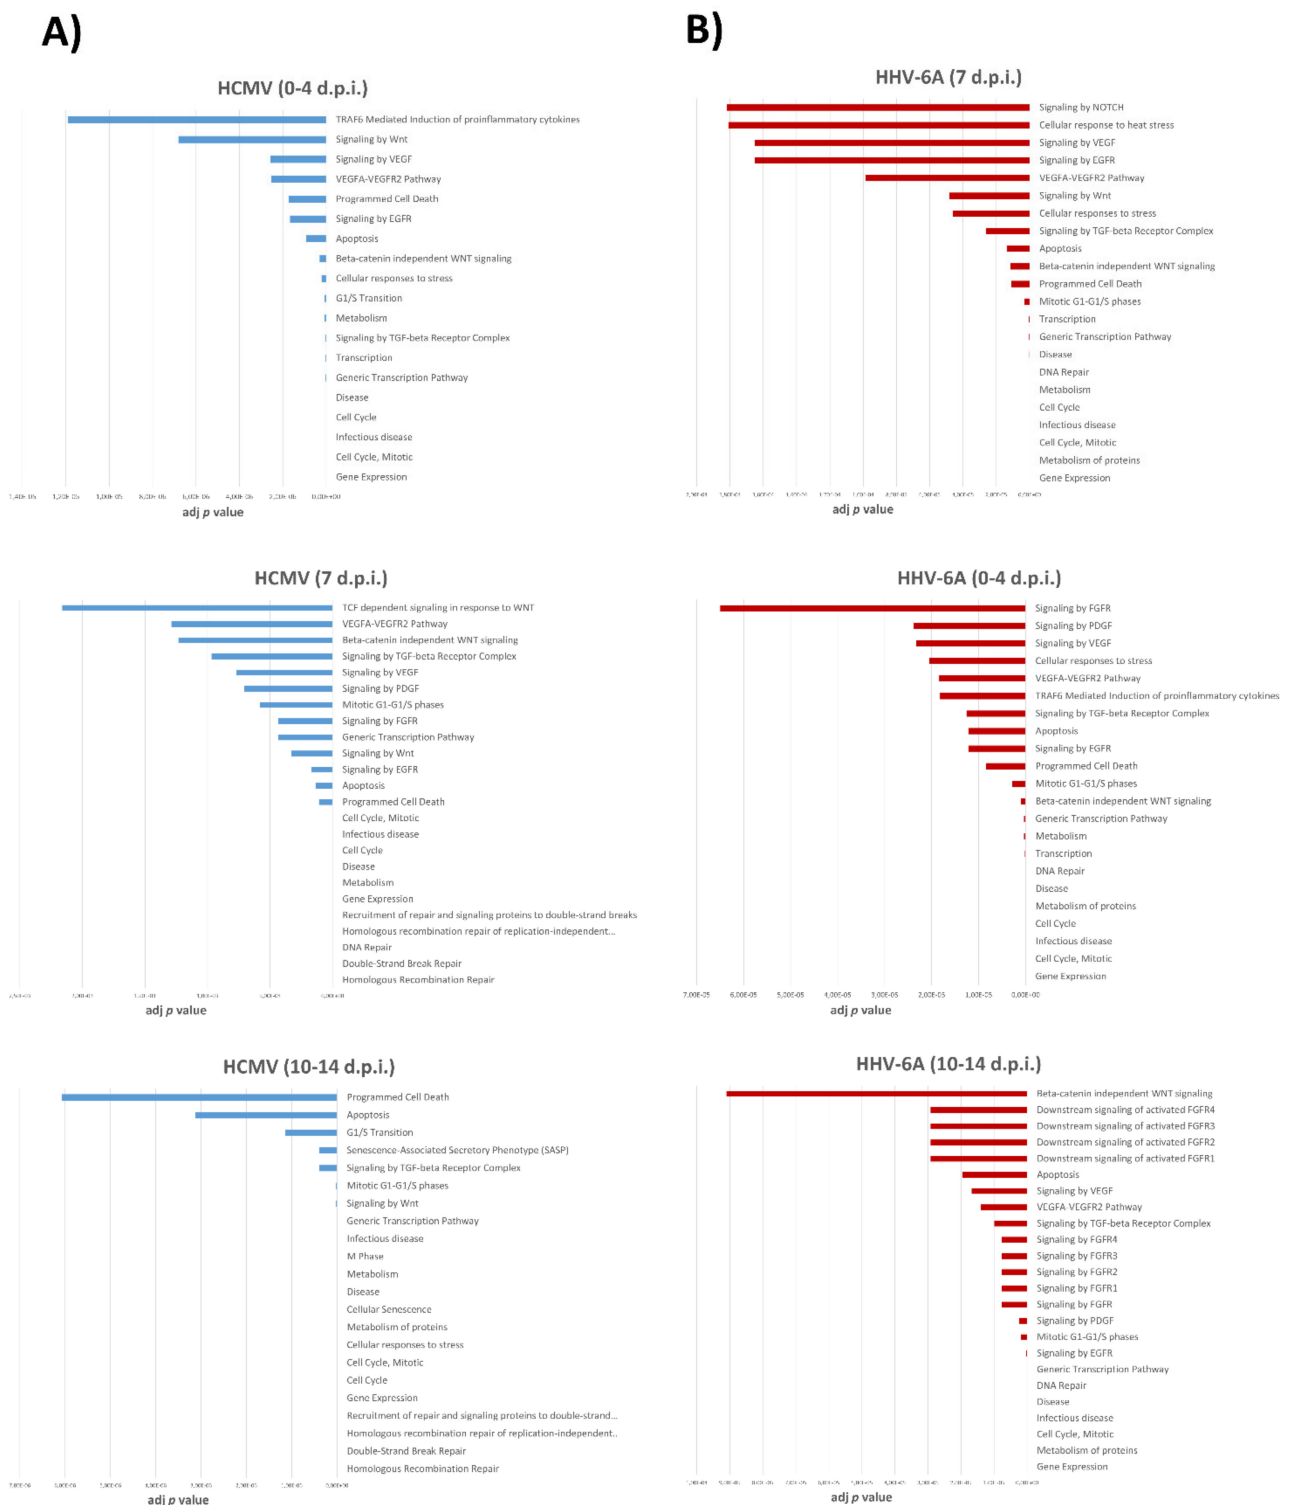 A)
HCMV (0-4 d.p.i.)
TRAF6 Mediated Induction of proinflammatory cytokines
Signaling by Wnt
Signaling by VEGF
VEGFA-VEGFR2 Pathway
Programmed Cell Death
Signaling by EGFR
Apoptosis
Beta-catenin independent WNT signaling
Cellular responses to stress
G1/S Transition
Metabolism
Signaling by TGF-beta Receptor Complex
Transcription
Generic Transcription Pathway
Disease
Cell Cycle
Infectious disease
Cell Cycle, Mitotic
Gene Expression
adj p value
HCMV (7 d.p.i.)
TCF dependent signaling in response to WNT
VEGFA-VEGFR2 Pathway
Beta-catenin independent WNT signaling
Signaling by TGF-beta Receptor Complex
Signaling by VEGF
Signaling by PDGF
Mitotic G1-G1/S phases
Signaling by FGFR
Generic Transcription Pathway
Signaling by Wnt
Signaling by EGFR
Apoptosis
Programmed Cell Death
Cell Cycle, Mitotic
Infectious disease
Cell Cycle
Disease
Metabolism
Gene Expression
Recruitment of repair and signaling proteins to double-strand breaks
Homologous recombination repair of replication-independent...
DNA Repair
Double-Strand Break Repair
Homologous Recombination Repair
adj p value
HCMV (10-14 d.p.i.)
Programmed Cell Death
Apoptosis
G1/S Transition
Senescence-Associated Secretory Phenotype (SASP)
Signaling by TGF-beta Receptor Complex
Mitotic G1-G1/S phases
Signaling by Wnt
Generic Transcription Pathway
Infectious disease
M Phase
Metabolism
Disease
Cellular Senescence
Metabolism of proteins
Cellular responses to stress
Cell Cycle, Mitotic
Cell Cycle
Gene Expression
Recruitment of repair and signaling proteins to double-strand...
Homologous recombination repair of replication-independent..
Double-Strand Break Repair
Homologous Recombination Repair
adj p value
B)
HHV-6A (7 d.p.i.)
Signaling by NOTCH
Cellular response to heat stress
Signaling by VEGF
Signaling by EGFR
VEGFA-VEGFR2 Pathway
Signaling by Wnt
Cellular responses to stress
Signaling by TGF-beta Receptor Complex
Apoptosis
Beta-catenin independent WNT signaling
Programmed Cell Death
Mitotic G1-G1/S phases
Transcription
Generic Transcription Pathway
Disease
DNA Repair
Metabolism
Cell Cycle
Infectious disease
Cell Cycle, Mitotic
Metabolism of proteins
Gene Expression
adj p value
HHV-6A (0-4 d.p.i.)
Signaling by FGFR
Signaling by PDGF
Signaling by VEGF
Cellular responses to stress
VEGFA-VEGFR2 Pathway
TRAF6 Mediated Induction of proinflammatory cytokines
Signaling by TGF-beta Receptor Complex
Apoptosis
Signaling by EGFR
Programmed Cell Death
Mitotic G1-G1/S phases
Beta-catenin independent WNT signaling
Generic Transcription Pathway
Metabolism
Transcription
DNA Repair
Disease
Metabolism of proteins
Cell Cycle
Infectious disease
Cell Cycle, Mitotic
Gene Expression
7,00E-05 6,00E-05 5,00E-05 4,00E-05 3,00E-05 2,00E-05 1,00E-05 0,00E+00
adj p value
HHV-6A (10-14 d.p.i.)
Beta-catenin independent WNT signaling
Downstream signaling of activated FGFR4
Downstream signaling of activated FGFR3
Downstream signaling of activated FGFR2
Downstream signaling of activated FGFR1
Apoptosis
Signaling by VEGF
VEGFA-VEGFR2 Pathway
Signaling by TGF-beta Receptor Complex
Signaling by FGFR4
Signaling by FGFR3
Signaling by FGFR2
Signaling by FGFR1
Signaling by FGFR
Signaling by PDGF
Mitotic G1-G1/S phases
Signaling by EGFR
Generic Transcription Pathway
DNA Repair
Disease
Infectious disease
Cell Cycle, Mitotic
Metabolism of proteins
Gene Expression
adj p value